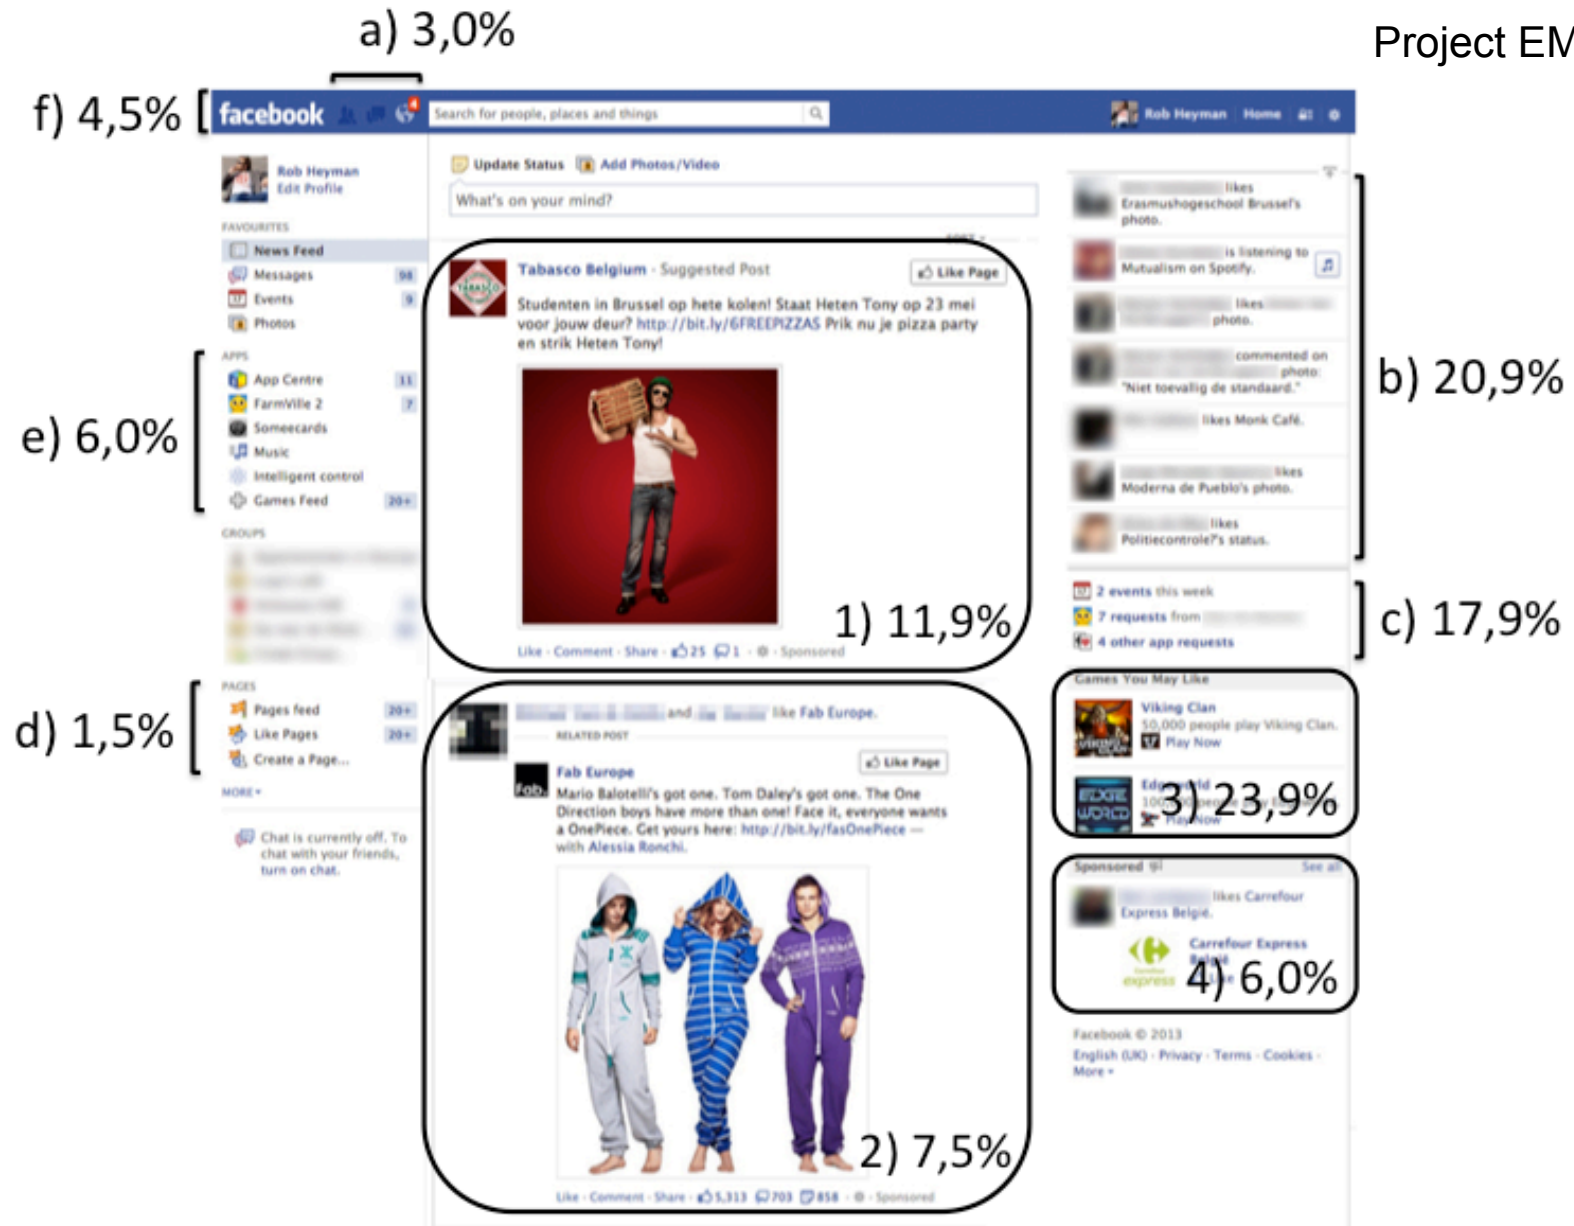 a) 3,0%
Project EM
f) 4,5%
facebook
4
Search for people, places and things
Rob Heyman Home
Rob Heyman
Edit Profile
FAVOURITES
News Feed
Messages 98
Events 9
Photos
APPS
App Centre 11
FarmVille 2 7
Someecards
Music
Intelligent control
Games Feed 20+
e) 6,0%
GROUPS
PAGES
Pages feed 20+
Like Pages 20+
Create a Page...
d) 1,5%
MORE
Chat is currently off. To
chat with your friends,
turn on chat.
Update Status Add Photos/Video
What's on your mind?
Tabasco Belgium · Suggested Post
Like Page
TABASCO
Studenten in Brussel op hete kolen! Staat Heten Tony op 23 mei
voor jouw deur? http://bit.ly/6FREEPIZZAS Prik nu je pizza party
en strik Heten Tony!
1) 11,9%
Like · Comment · Share · 25 1 · Sponsored
and like Fab Europe.
RELATED POST
Fab.
Fab Europe
Like Page
Mario Balotelli's got one. Tom Daley's got one. The One
Direction boys have more than one! Face it, everyone wants
a OnePiece. Get yours here: http://bit.ly/fasOnePiece —
with Alessia Ronchi.
2) 7,5%
Like · Comment · Share · 5,313 703 858 · Sponsored
likes
Erasmushogeschool Brussel's
photo.
is listening to
Mutualism on Spotify.
likes
photo.
commented on
photo:
"Niet toevallig de standaard."
likes Monk Café.
likes
Moderna de Pueblo's photo.
likes
Politiecontrole?'s status.
b) 20,9%
2 events this week
7 requests from
4 other app requests
c) 17,9%
Games You May Like
VIKING CLAN
Viking Clan
50,000 people play Viking Clan.
Play Now
EDGE
WORLD
Play Now
3) 23,9%
Sponsored See all
likes Carrefour
Express België.
express
Carrefour Express
België
Like
4) 6,0%
Facebook © 2013
English (UK) · Privacy · Terms · Cookies ·
More